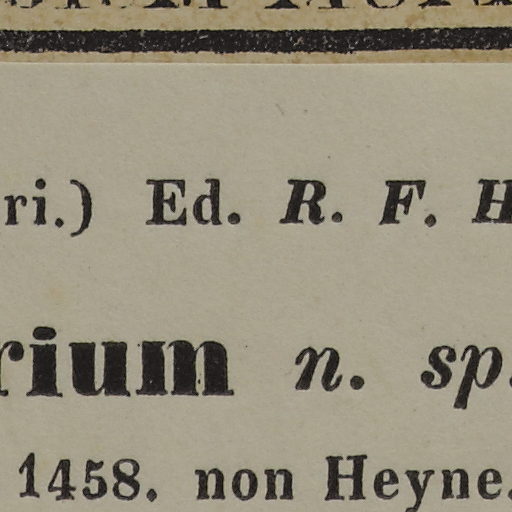 ri.) Ed. R. F. H
rium n. sp.
1458. non Heyne.